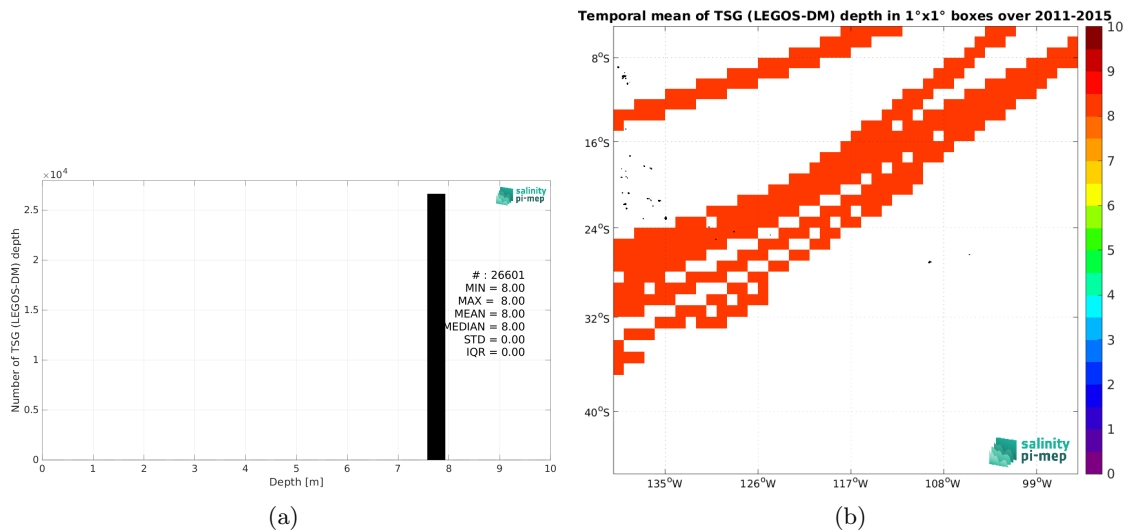 ×10⁴
2.5
2
1.5
1
0.5
0
0 1 2 3 4 5 6 7 8 9 10
Number of TSG (LEGOS-DM) depth
Depth [m]
salinity
pi-mep
# : 26601
MIN = 8.00
MAX = 8.00
MEAN = 8.00
MEDIAN = 8.00
STD = 0.00
IQR = 0.00
(a)
Temporal mean of TSG (LEGOS-DM) depth in 1°x1° boxes over 2011-2015
8°S
16°S
24°S
32°S
40°S
135°W 126°W 117°W 108°W 99°W
salinity
pi-mep
10
9
8
7
6
5
4
3
2
1
0
(b)